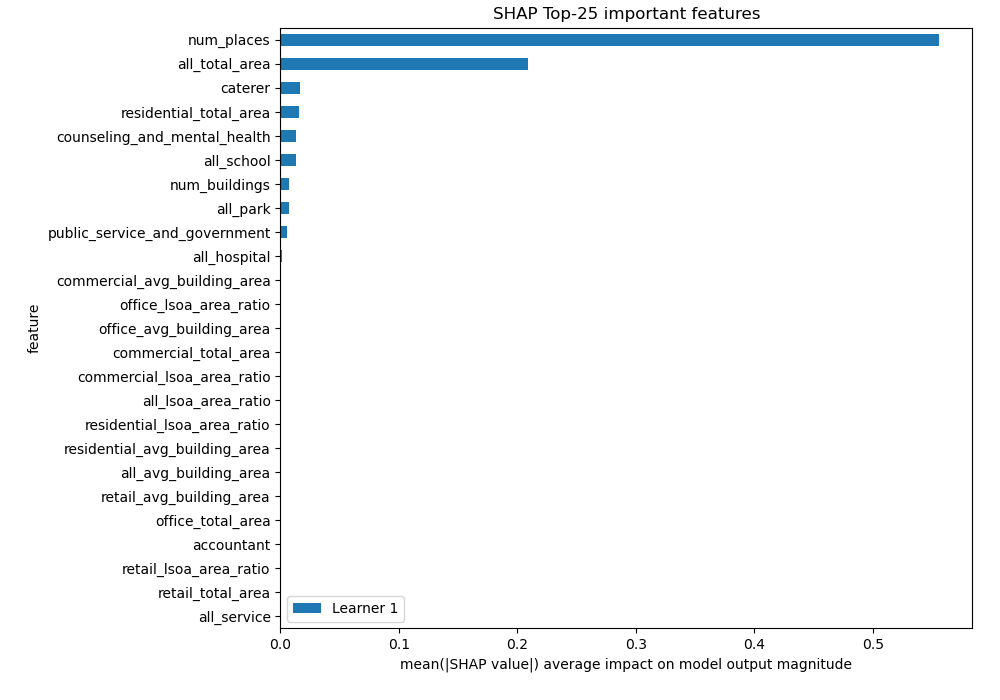 SHAP Top-25 important features
num_places
all_total_area
caterer
residential_total_area
counseling_and_mental_health
all_school
num_buildings
all_park
public_service_and_government
all_hospital
commercial_avg_building_area
office_lsoa_area_ratio
office_avg_building_area
commercial_total_area
commercial_lsoa_area_ratio
all_lsoa_area_ratio
residential_lsoa_area_ratio
residential_avg_building_area
all_avg_building_area
retail_avg_building_area
office_total_area
accountant
retail_lsoa_area_ratio
retail_total_area
all_service
feature
Learner 1
0.0 0.1 0.2 0.3 0.4 0.5
mean(|SHAP value|) average impact on model output magnitude